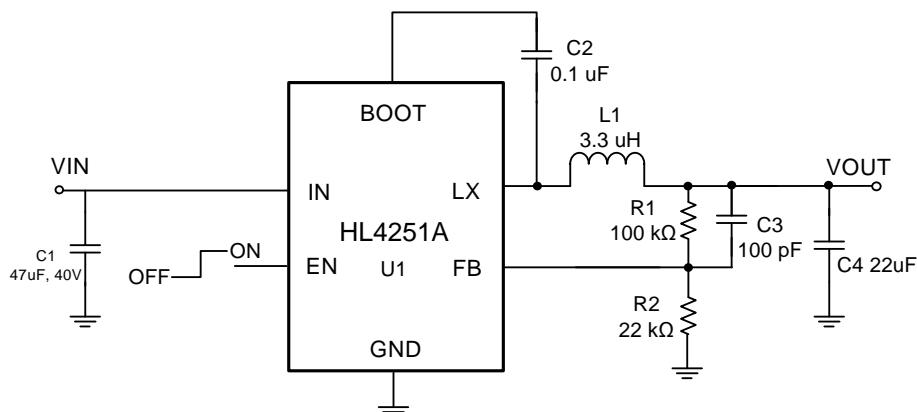 C2
0.1 uF
BOOT
L1
3.3 uH
VIN
VOUT
IN
LX
R1
100 kΩ
C3
100 pF
HL4251A
C1
47uF, 40V
OFF
ON
EN
U1
FB
C4 22uF
R2
22 kΩ
GND